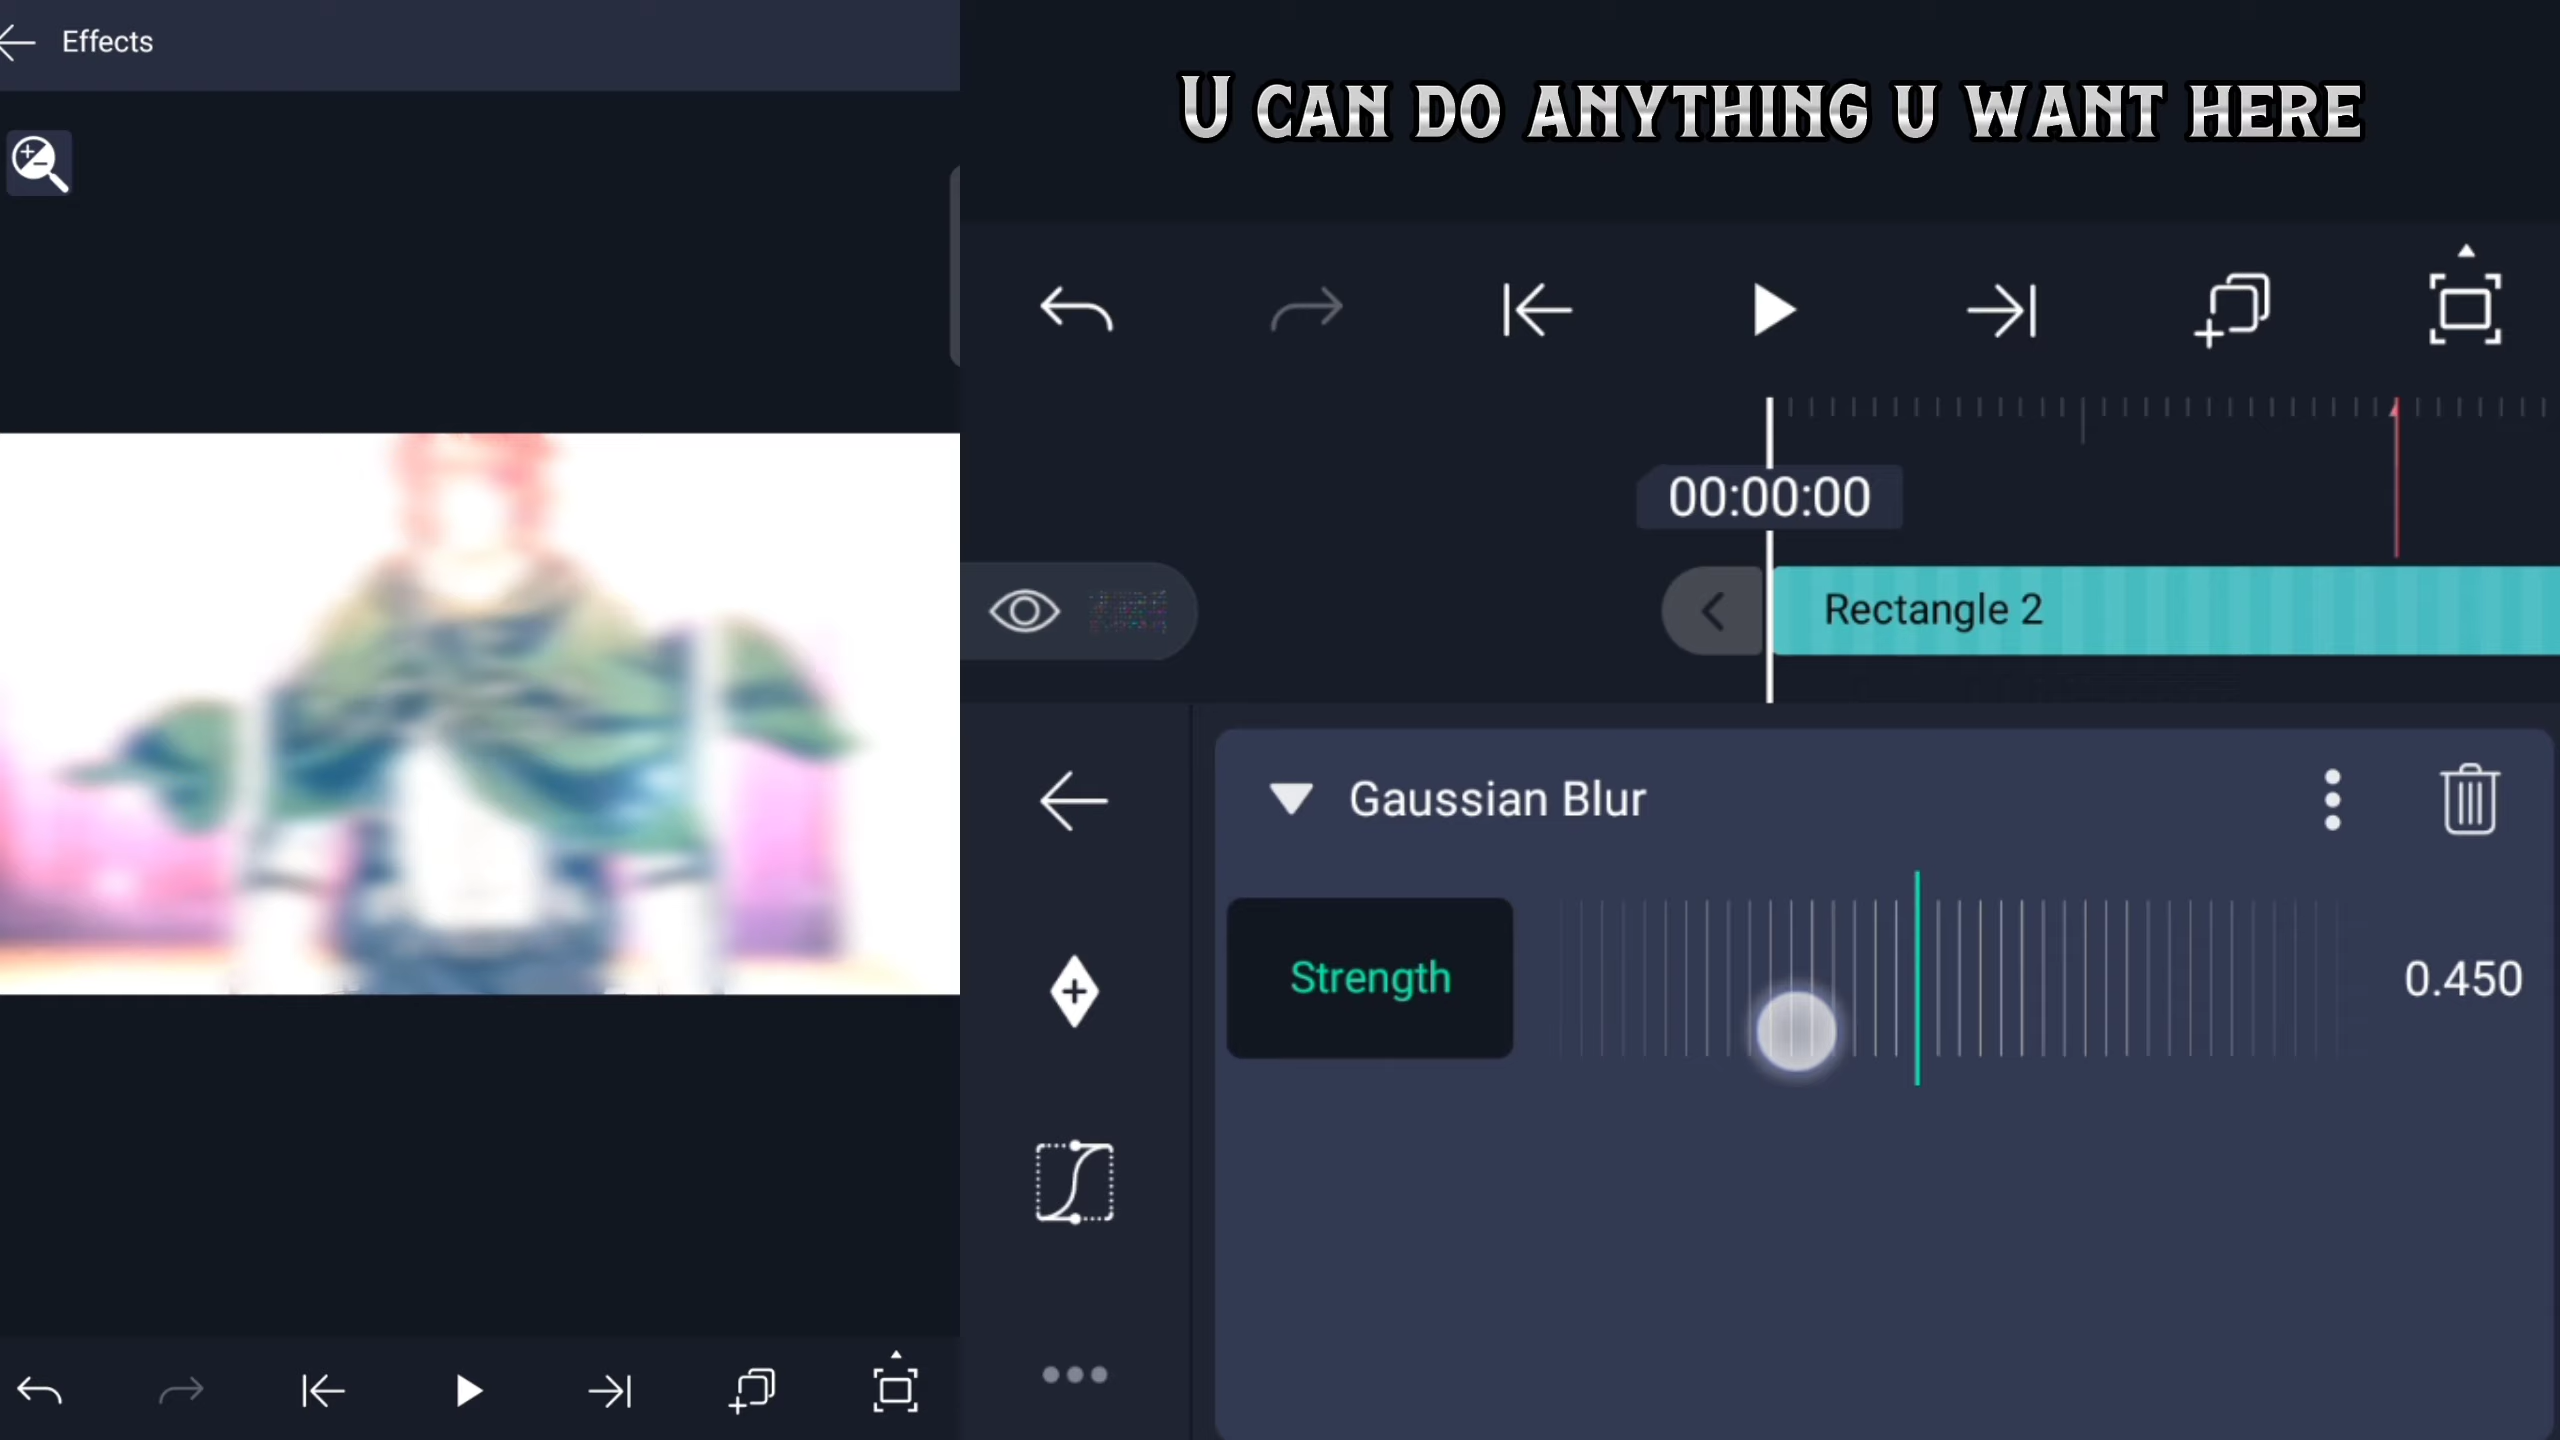 Effects
U CAN DO ANYTHING U WANT HERE
00:00:00
Rectangle 2
Gaussian Blur
Strength
0.450